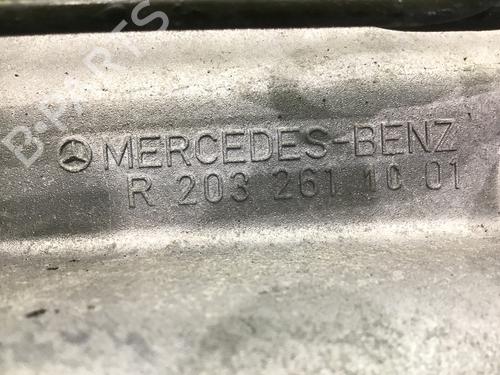 B-PARTS
MERCEDES-BENZ
R 203 261 10 01